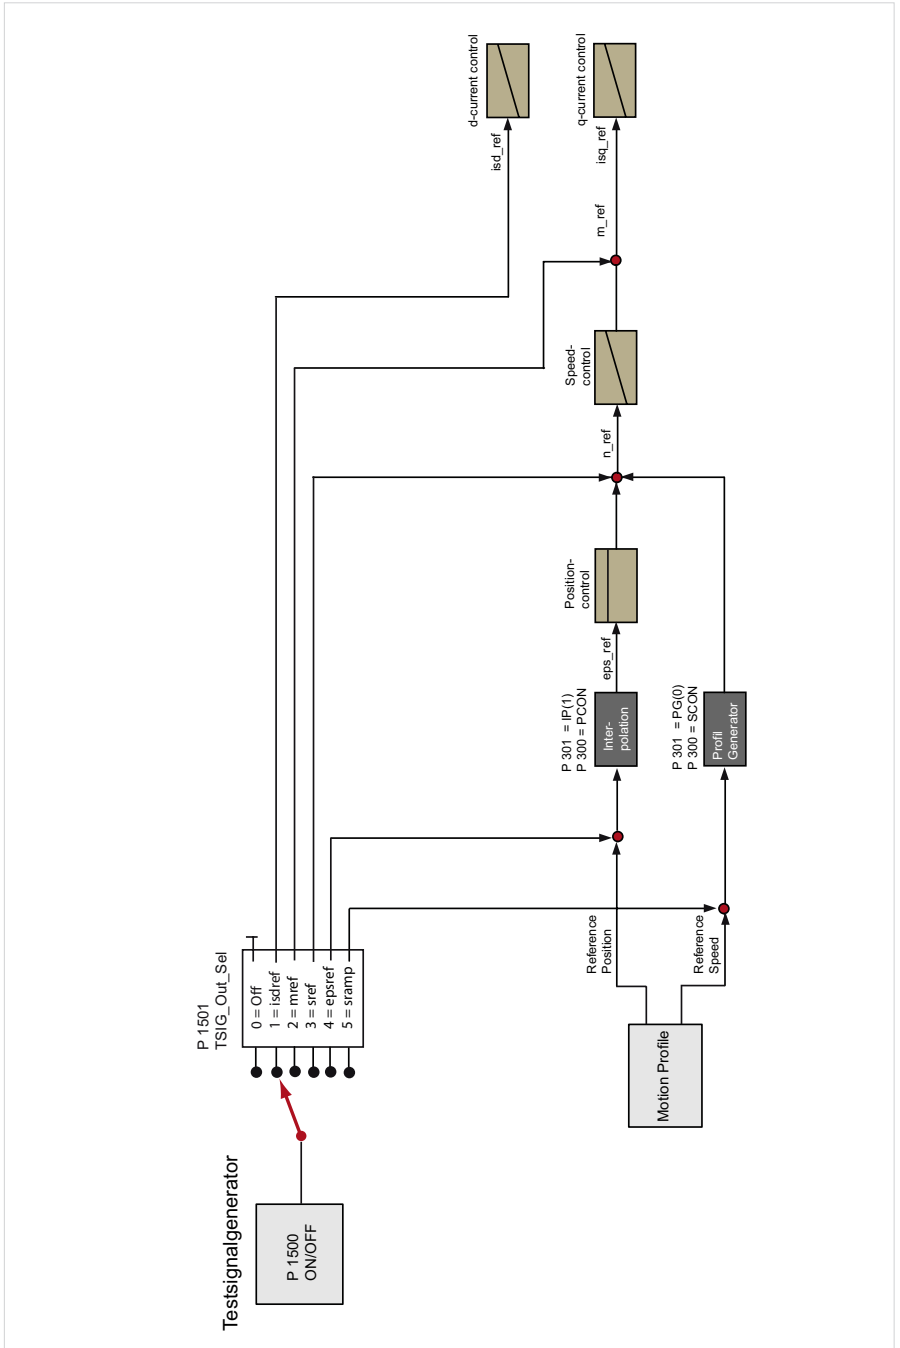 Testsignalgenerator
P 1500
ON/OFF
P 1501
TSIG_Out_Sel
0 = Off
1 = isdref
2 = mref
3 = sref
4 = epsref
5 = sramp
isd_ref
d-current control
Motion Profile
Reference
Position
Reference
Speed
P 301 = IP(1)
P 300 = PCON
Inter-
polation
eps_ref
Position-
control
n_ref
Speed-
control
m_ref
isq_ref
q-current control
P 301 = PG(0)
P 300 = SCON
Profil
Generator